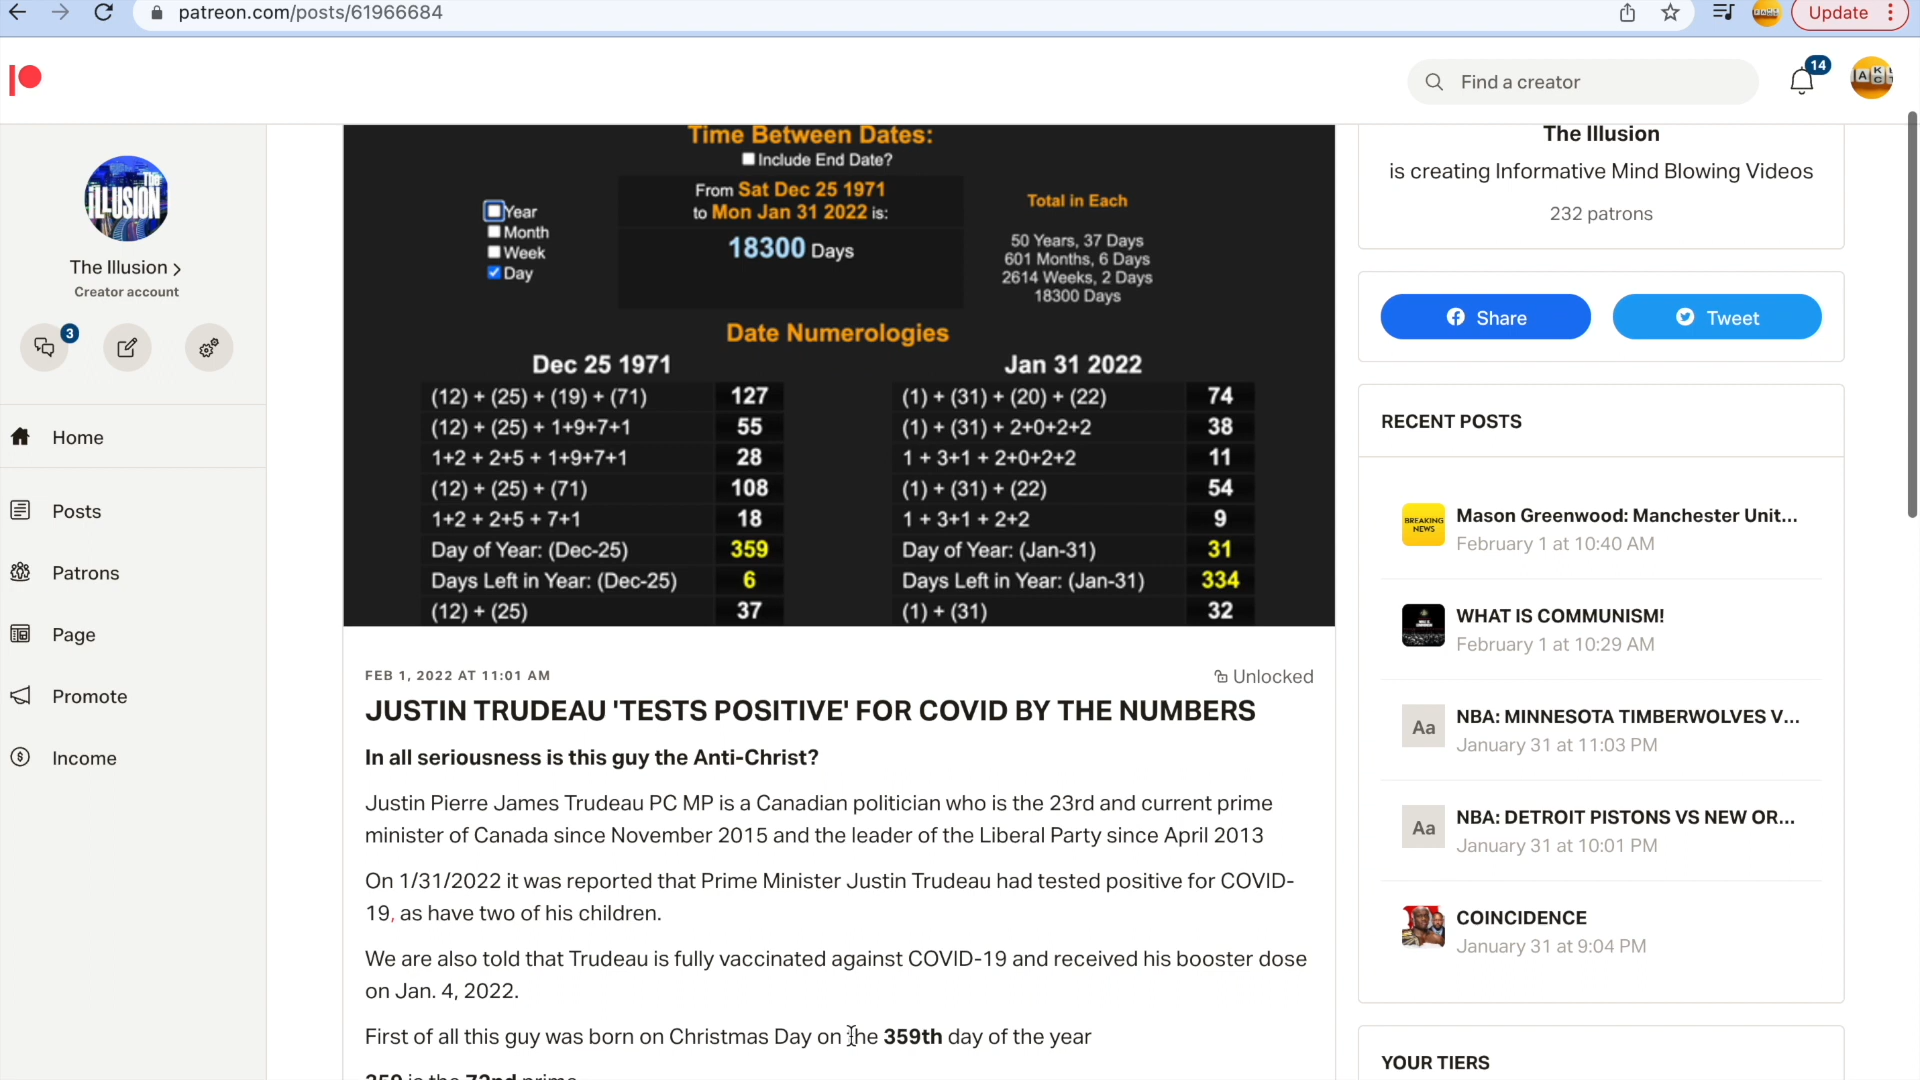 patreon.com/posts/61966684
Update
Find a creator
14
THE ILLUSION
The Illusion
Creator account
3
Home
Posts
Patrons
Page
Promote
Income
Time Between Dates:
Include End Date?
Year
Month
Week
Day
From Sat Dec 25 1971
to Mon Jan 31 2022 is:
18300 Days
Total in Each
50 Years, 37 Days
601 Months, 6 Days
2614 Weeks, 2 Days
18300 Days
Date Numerologies
Dec 25 1971
(12) + (25) + (19) + (71) 127
(12) + (25) + 1+9+7+1 55
1+2 + 2+5 + 1+9+7+1 28
(12) + (25) + (71) 108
1+2 + 2+5 + 7+1 18
Day of Year: (Dec-25) 359
Days Left in Year: (Dec-25) 6
(12) + (25) 37
Jan 31 2022
(1) + (31) + (20) + (22) 74
(1) + (31) + 2+0+2+2 38
1 + 3+1 + 2+0+2+2 11
(1) + (31) + (22) 54
1 + 3+1 + 2+2 9
Day of Year: (Jan-31) 31
Days Left in Year: (Jan-31) 334
(1) + (31) 32
FEB 1, 2022 AT 11:01 AM
Unlocked
JUSTIN TRUDEAU 'TESTS POSITIVE' FOR COVID BY THE NUMBERS
In all seriousness is this guy the Anti-Christ?
Justin Pierre James Trudeau PC MP is a Canadian politician who is the 23rd and current prime
minister of Canada since November 2015 and the leader of the Liberal Party since April 2013
On 1/31/2022 it was reported that Prime Minister Justin Trudeau had tested positive for COVID-
19, as have two of his children.
We are also told that Trudeau is fully vaccinated against COVID-19 and received his booster dose
on Jan. 4, 2022.
First of all this guy was born on Christmas Day on the 359th day of the year
359 is the 72nd prime
The Illusion
is creating Informative Mind Blowing Videos
232 patrons
Share
Tweet
RECENT POSTS
BREAKING
NEWS
Mason Greenwood: Manchester Unit...
February 1 at 10:40 AM
WHAT IS COMMUNISM!
February 1 at 10:29 AM
Aa
NBA: MINNESOTA TIMBERWOLVES V...
January 31 at 11:03 PM
Aa
NBA: DETROIT PISTONS VS NEW OR...
January 31 at 10:01 PM
COINCIDENCE
January 31 at 9:04 PM
YOUR TIERS